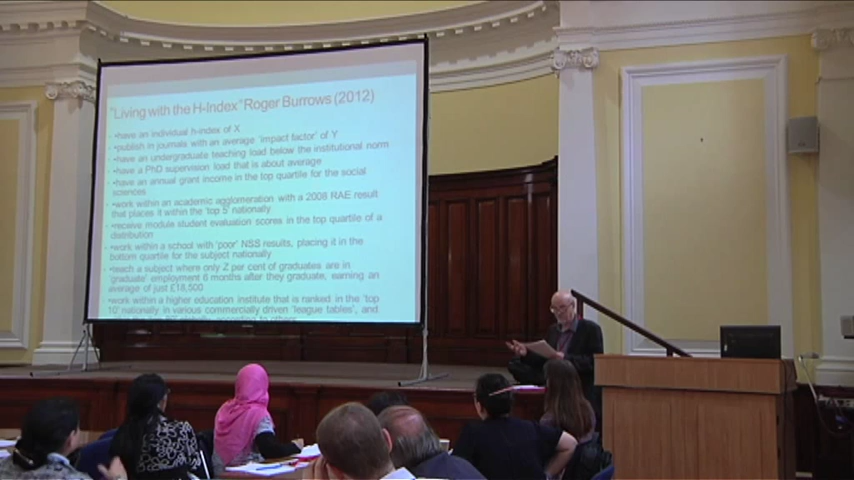 "Living with the H-Index" Roger Burrows (2012)
•have an individual h-index of X
•publish in journals with an average 'impact factor' of Y
•have an undergraduate teaching load below the institutional norm
•have a PhD supervision load that is about average
•have an annual grant income in the top quartile for the social
sciences
•work within an academic agglomeration with a 2008 RAE result
that places it within the 'top 5' nationally
•receive module student evaluation scores in the top quartile of a
distribution
•work within a school with 'poor' NSS results, placing it in the
bottom quartile for the subject nationally
•teach a subject where only Z per cent of graduates are in
'graduate' employment 6 months after they graduate, earning an
average of just £18,500
•work within a higher education institute that is ranked in the 'top
10' nationally in various commercially driven 'league tables', and
according to others